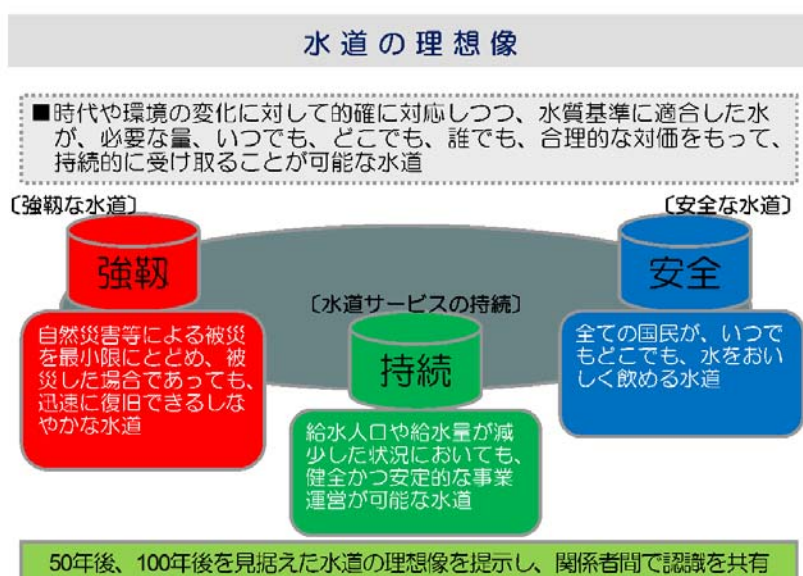 水道の理想像
■時代や環境の変化に対して的確に対応しつつ、水質基準に適合した水
が、必要な量、いつでも、どこでも、誰でも、合理的な対価をもって、
持続的に受け取ることが可能な水道
〔強靱な水道〕
〔安全な水道〕
強靱
安全
〔水道サービスの持続〕
自然災害等による被災
を最小限にとどめ、被
災した場合であっても、
迅速に復旧できるしな
やかな水道
持続
全ての国民が、いつで
もどこでも、水をおい
しく飲める水道
給水人口や給水量が減
少した状況においても、
健全かつ安定的な事業
運営が可能な水道
50年後、100年後を見据えた水道の理想像を提示し、関係者間で認識を共有